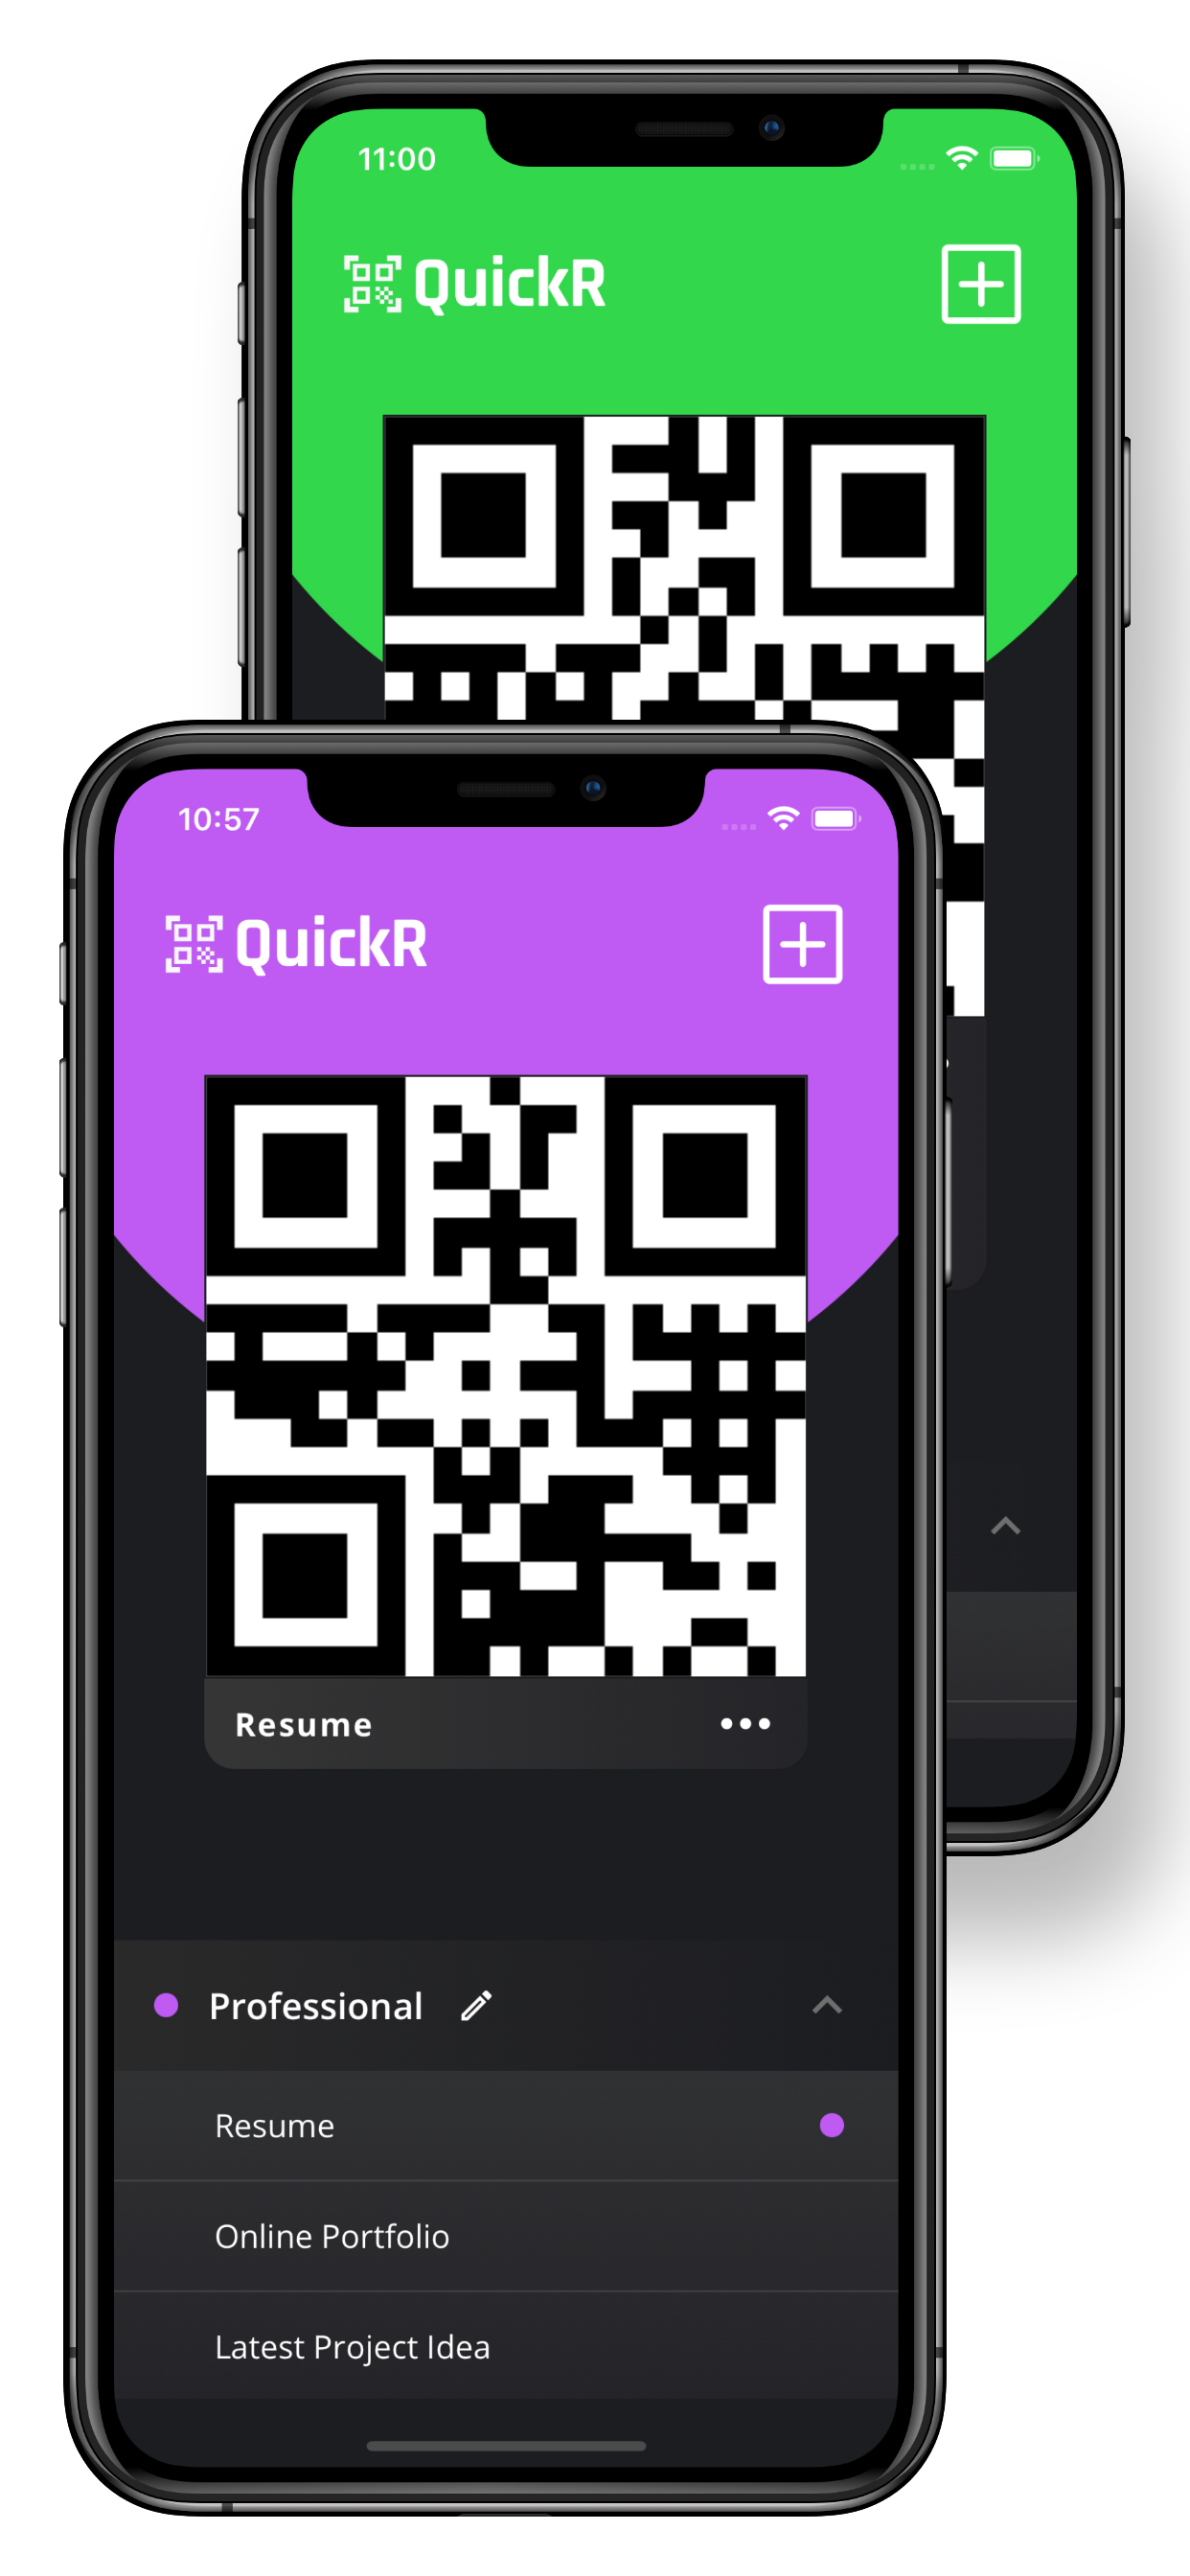 11:00
QuickR
10:57
QuickR
Resume
Professional
Resume
Online Portfolio
Latest Project Idea